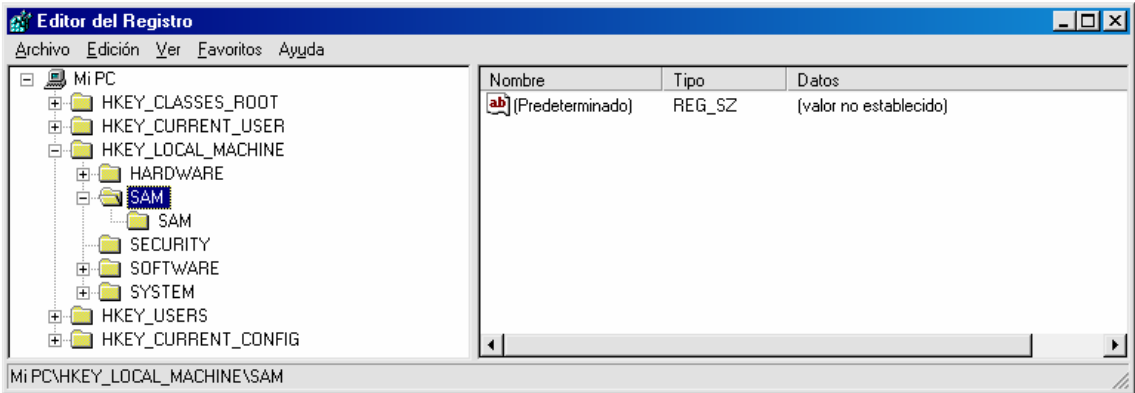 Editor del Registro
Archivo Edición Ver Favoritos Ayuda
Mi PC
HKEY_CLASSES_ROOT
HKEY_CURRENT_USER
HKEY_LOCAL_MACHINE
HARDWARE
SAM
SAM
SECURITY
SOFTWARE
SYSTEM
HKEY_USERS
HKEY_CURRENT_CONFIG
Nombre Tipo Datos
ab (Predeterminado) REG_SZ (valor no establecido)
Mi PC\HKEY_LOCAL_MACHINE\SAM